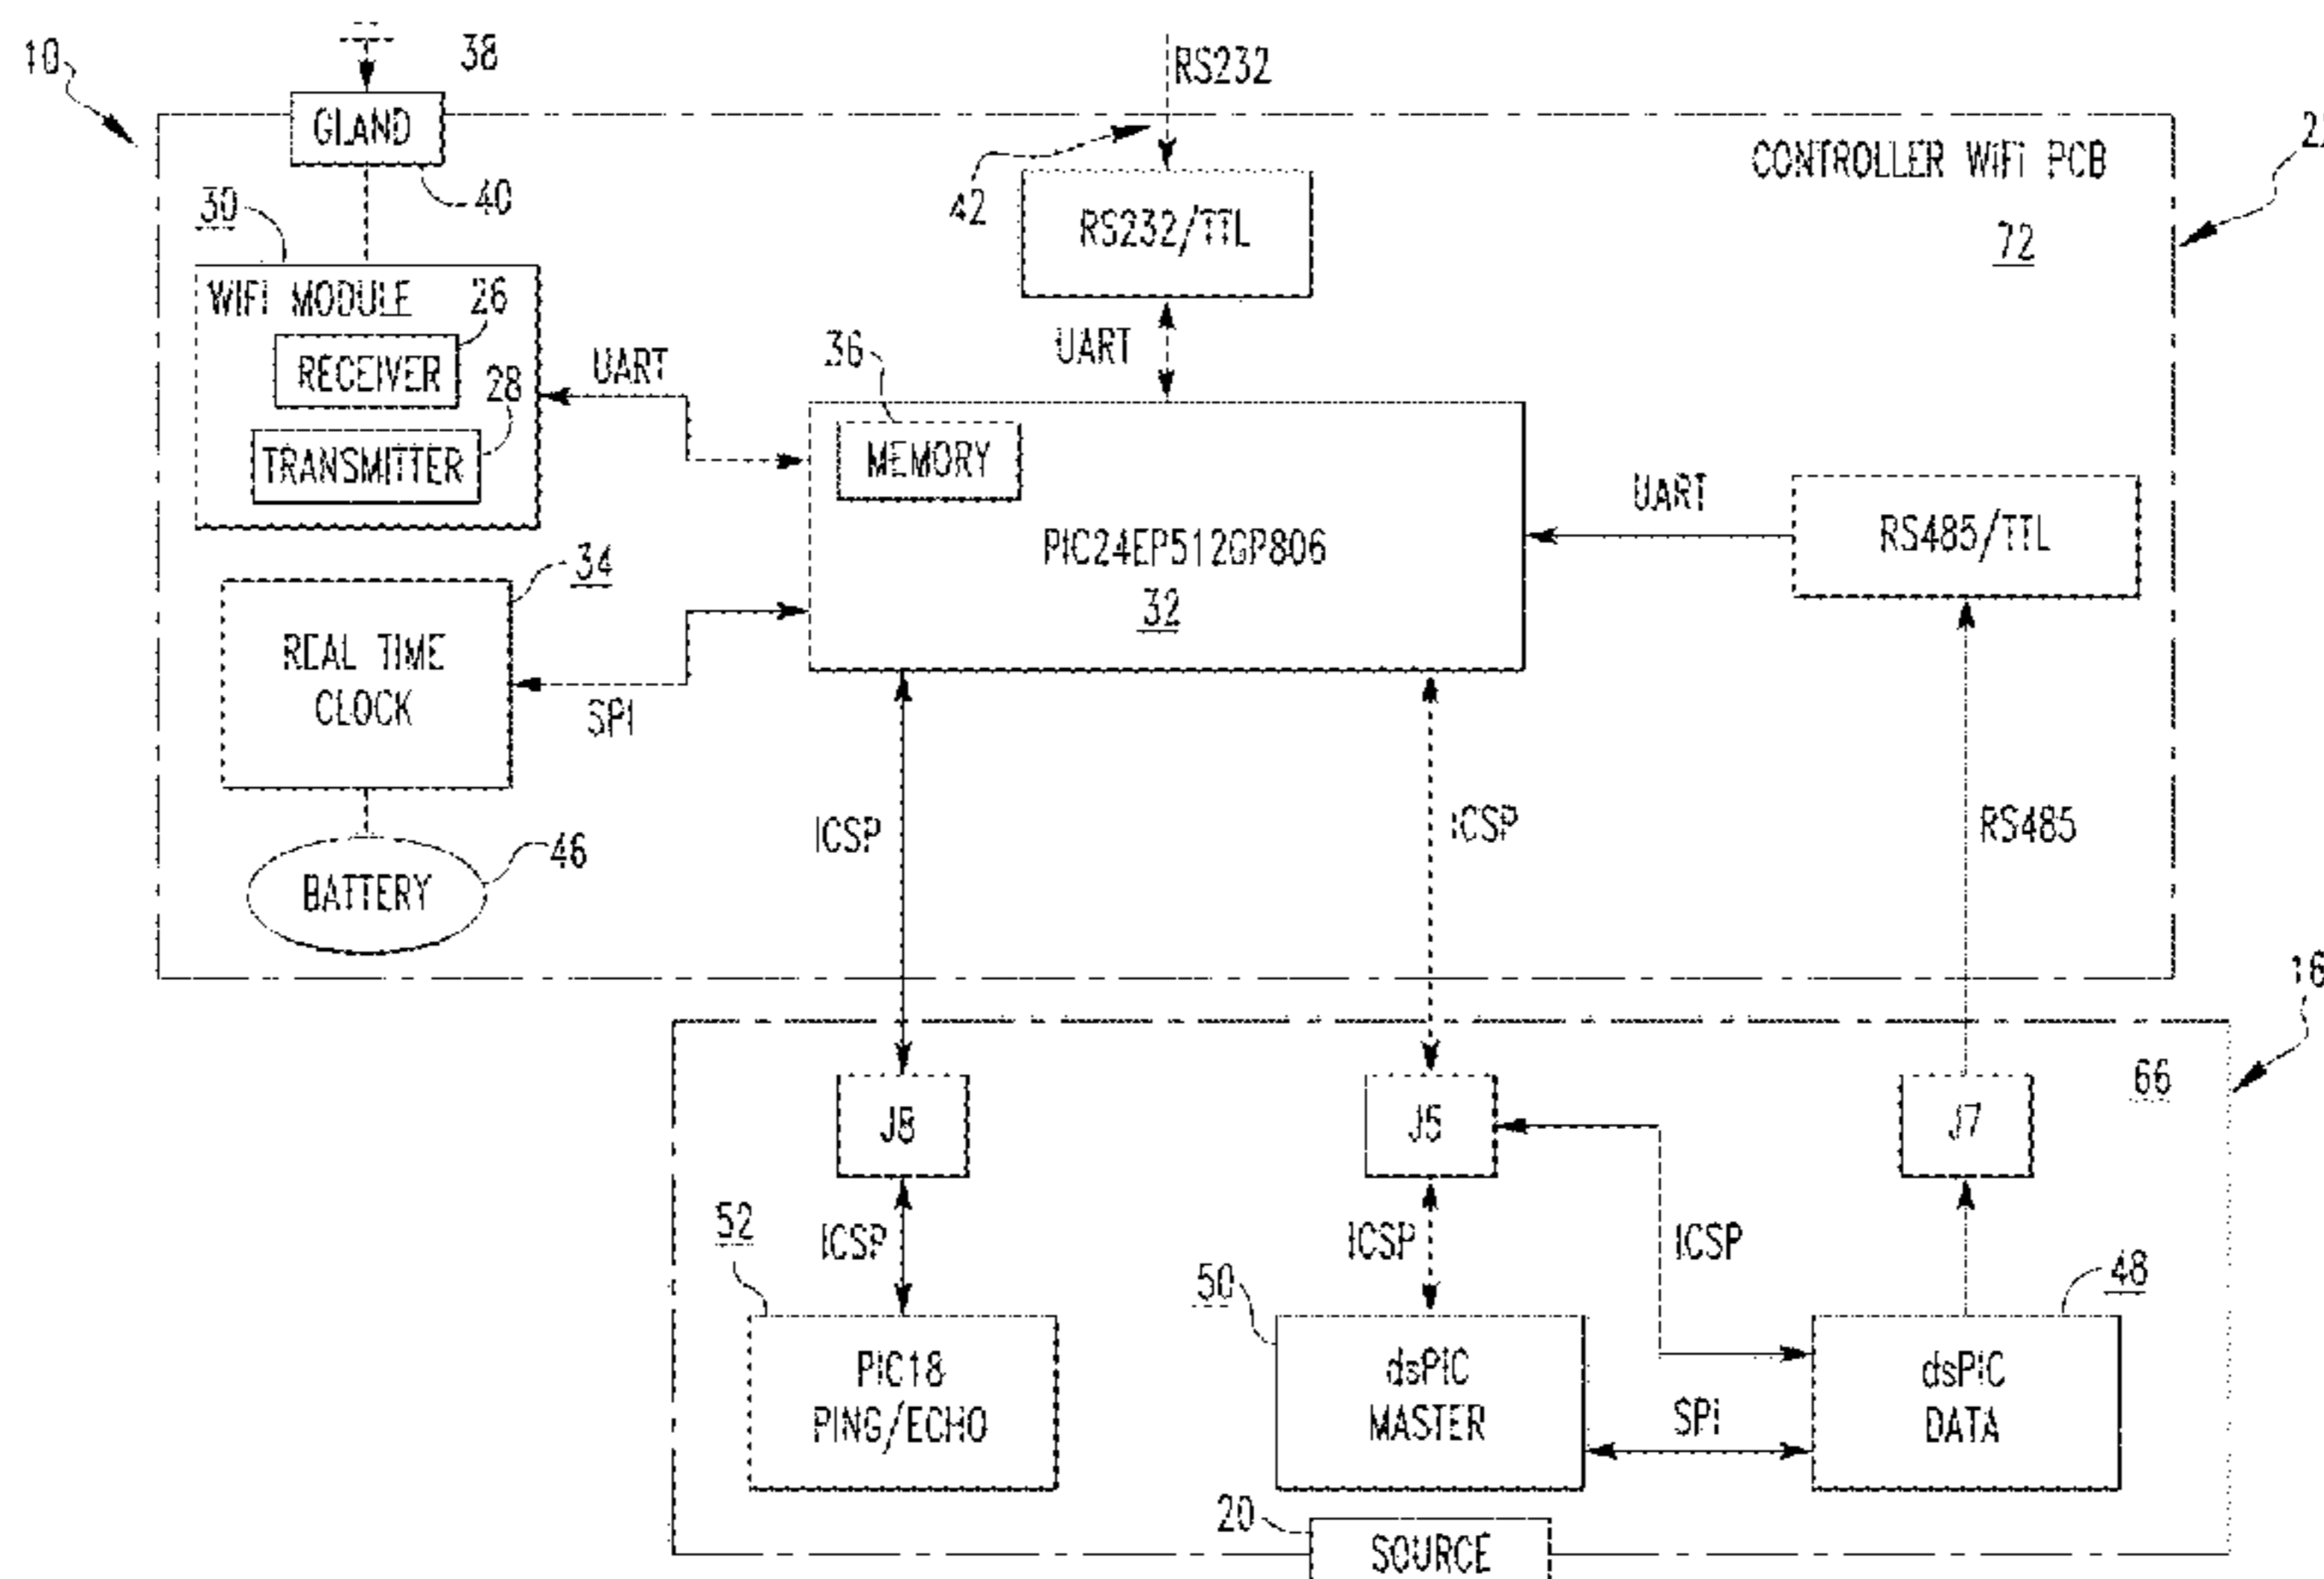 10
38
RS232
GLAND
40
42
CONTROLLER WiFi PCB
72
30
WIFI MODULE
26
RECEIVER
28
TRANSMITTER
RS232/TTL
UART
UART
36
MEMORY
PIC24EP512GP806
32
UART
RS485/TTL
34
REAL TIME
CLOCK
SPI
46
BATTERY
ICSP
ICSP
RS485
16
66
J7
52
ICSP
ICSP
ICSP
50
48
PIC18
PING/ECHO
dsPIC
MASTER
SPI
dsPIC
DATA
20
SOURCE